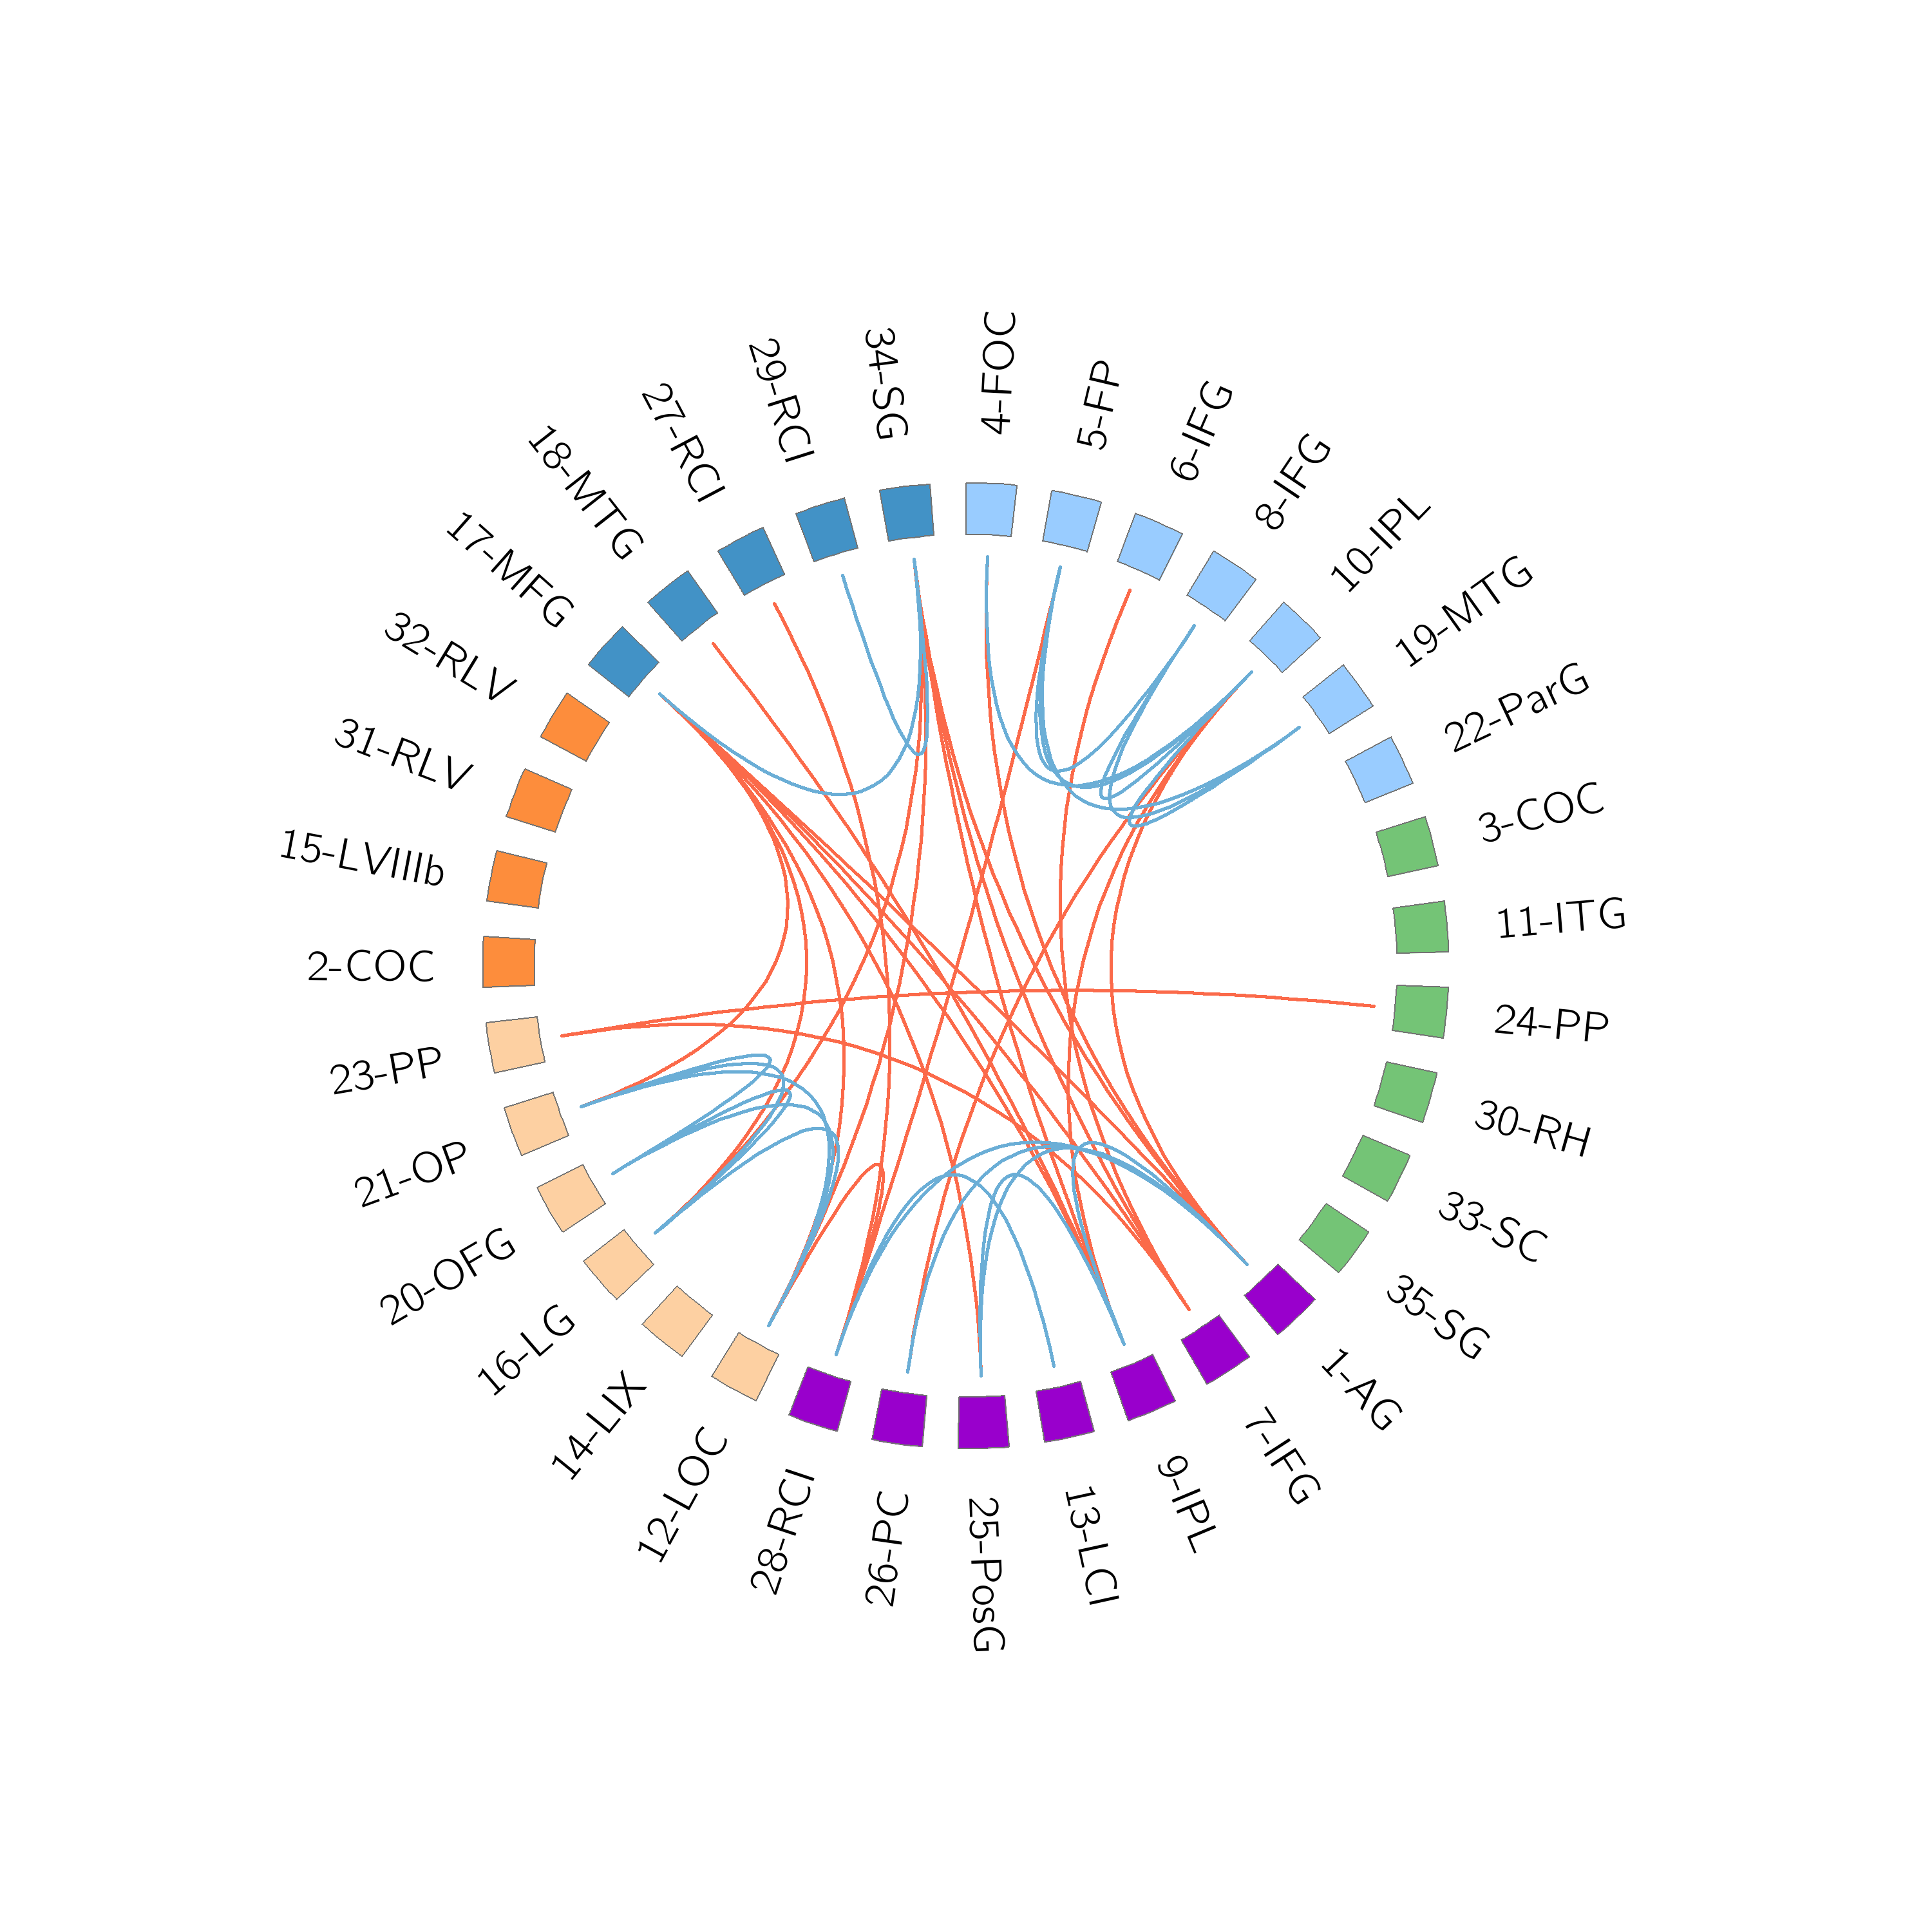 4-FOC
5-FP
6-IFG
8-IFG
10-IPL
19-MTG
22-ParG
3-COC
11-ITG
24-PP
30-RH
33-SC
35-SG
1-AG
7-IFG
9-IPL
13-LCI
25-PosG
26-PC
28-RCI
12-LOC
14-LIX
16-LG
20-OFG
21-OP
23-PP
2-COC
15-LVIIIb
31-RLV
32-RLV
17-MFG
18-MTG
27-RCI
29-RCI
34-SG